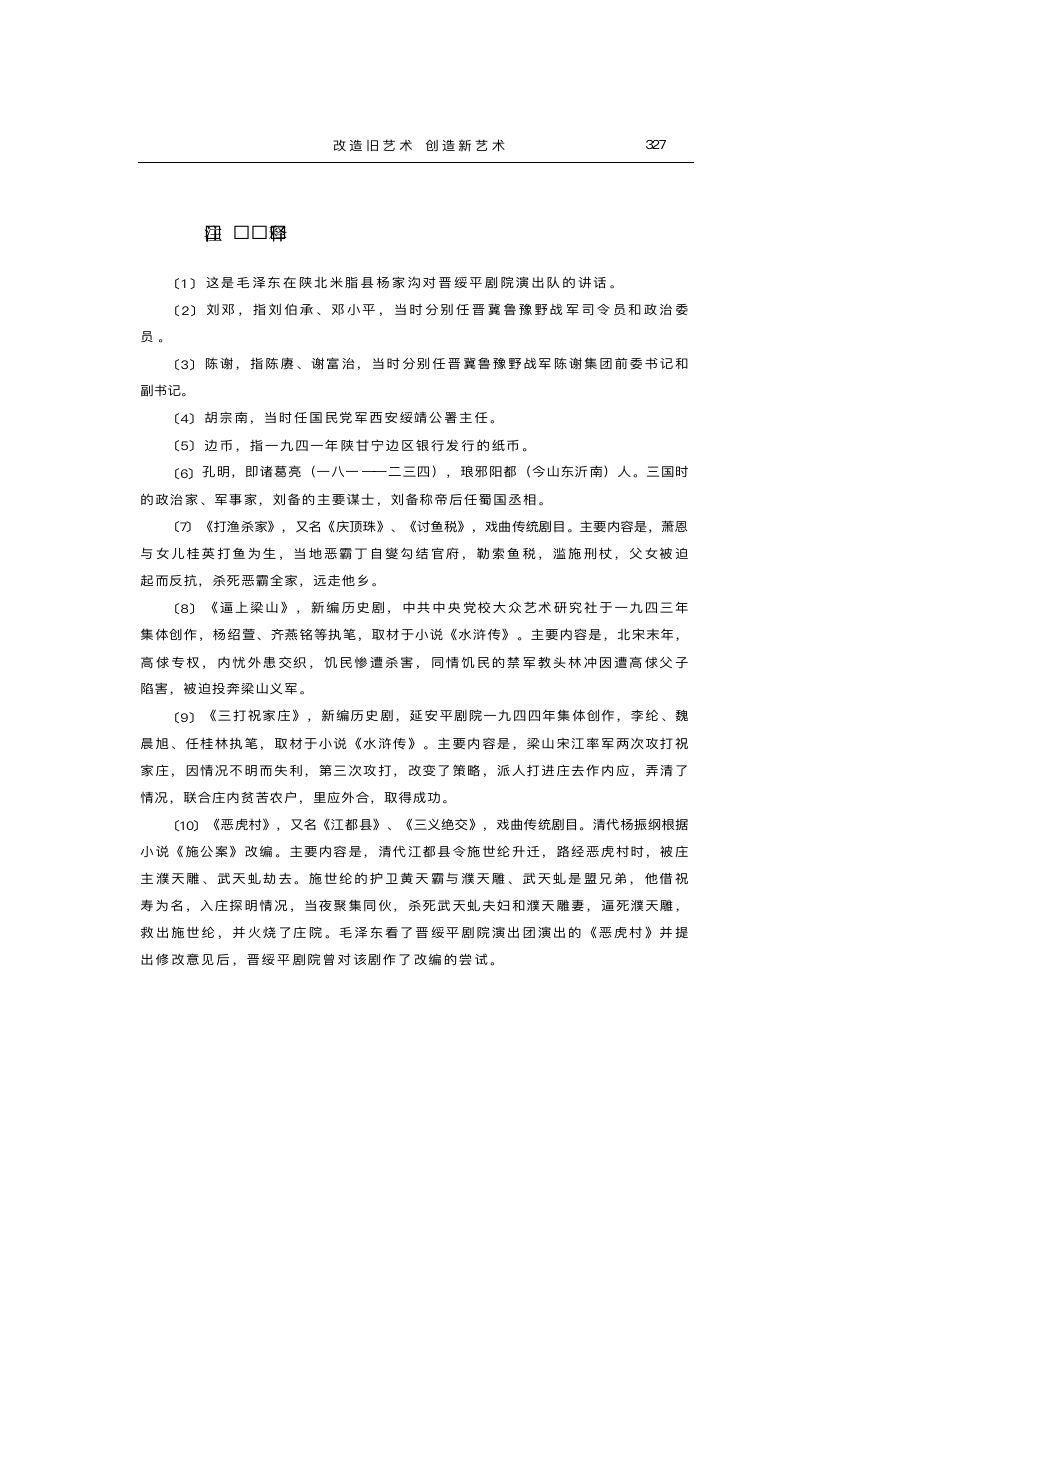 改造旧艺术 创造新艺术 327
注 □□释
〔1〕这是毛泽东在陕北米脂县杨家沟对晋绥平剧院演出队的讲话。
〔2〕刘邓，指刘伯承、邓小平，当时分别任晋冀鲁豫野战军司令员和政治委
员。
〔3〕陈谢，指陈赓、谢富治，当时分别任晋冀鲁豫野战军陈谢集团前委书记和
副书记。
〔4〕胡宗南，当时任国民党军西安绥靖公署主任。
〔5〕边币，指一九四一年陕甘宁边区银行发行的纸币。
〔6〕孔明，即诸葛亮（一八一——二三四），琅邪阳都（今山东沂南）人。三国时
的政治家、军事家，刘备的主要谋士，刘备称帝后任蜀国丞相。
〔7〕《打渔杀家》，又名《庆顶珠》、《讨鱼税》，戏曲传统剧目。主要内容是，萧恩
与女儿桂英打鱼为生，当地恶霸丁自燮勾结官府，勒索鱼税，滥施刑杖，父女被迫
起而反抗，杀死恶霸全家，远走他乡。
〔8〕《逼上梁山》，新编历史剧，中共中央党校大众艺术研究社于一九四三年
集体创作，杨绍萱、齐燕铭等执笔，取材于小说《水浒传》。主要内容是，北宋末年，
高俅专权，内忧外患交织，饥民惨遭杀害，同情饥民的禁军教头林冲因遭高俅父子
陷害，被迫投奔梁山义军。
〔9〕《三打祝家庄》，新编历史剧，延安平剧院一九四四年集体创作，李纶、魏
晨旭、任桂林执笔，取材于小说《水浒传》。主要内容是，梁山宋江率军两次攻打祝
家庄，因情况不明而失利，第三次攻打，改变了策略，派人打进庄去作内应，弄清了
情况，联合庄内贫苦农户，里应外合，取得成功。
〔10〕《恶虎村》，又名《江都县》、《三义绝交》，戏曲传统剧目。清代杨振纲根据
小说《施公案》改编。主要内容是，清代江都县令施世纶升迁，路经恶虎村时，被庄
主濮天雕、武天虬劫去。施世纶的护卫黄天霸与濮天雕、武天虬是盟兄弟，他借祝
寿为名，入庄探明情况，当夜聚集同伙，杀死武天虬夫妇和濮天雕妻，逼死濮天雕，
救出施世纶，并火烧了庄院。毛泽东看了晋绥平剧院演出团演出的《恶虎村》并提
出修改意见后，晋绥平剧院曾对该剧作了改编的尝试。